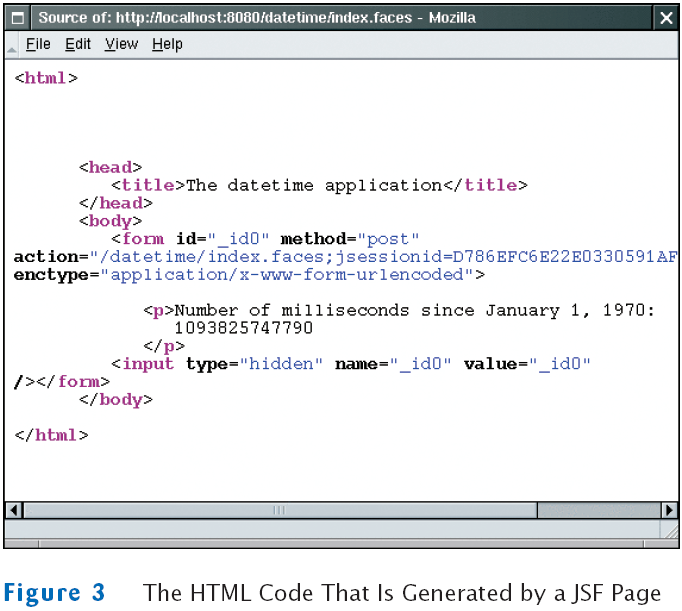 Source of: http://localhost:8080/datetime/index.faces - Mozilla
File Edit View Help
<html>
<head>
<title>The datetime application</title>
</head>
<body>
<form id="_id0" method="post"
action="/datetime/index.faces;jsessionid=D786EFC6E22E0330591AF
enctype="application/x-www-form-urlencoded">
<p>Number of milliseconds since January 1, 1970:
1093825747790
</p>
<input type="hidden" name="_id0" value="_id0"
/></form>
</body>
</html>
Figure 3 The HTML Code That Is Generated by a JSF Page